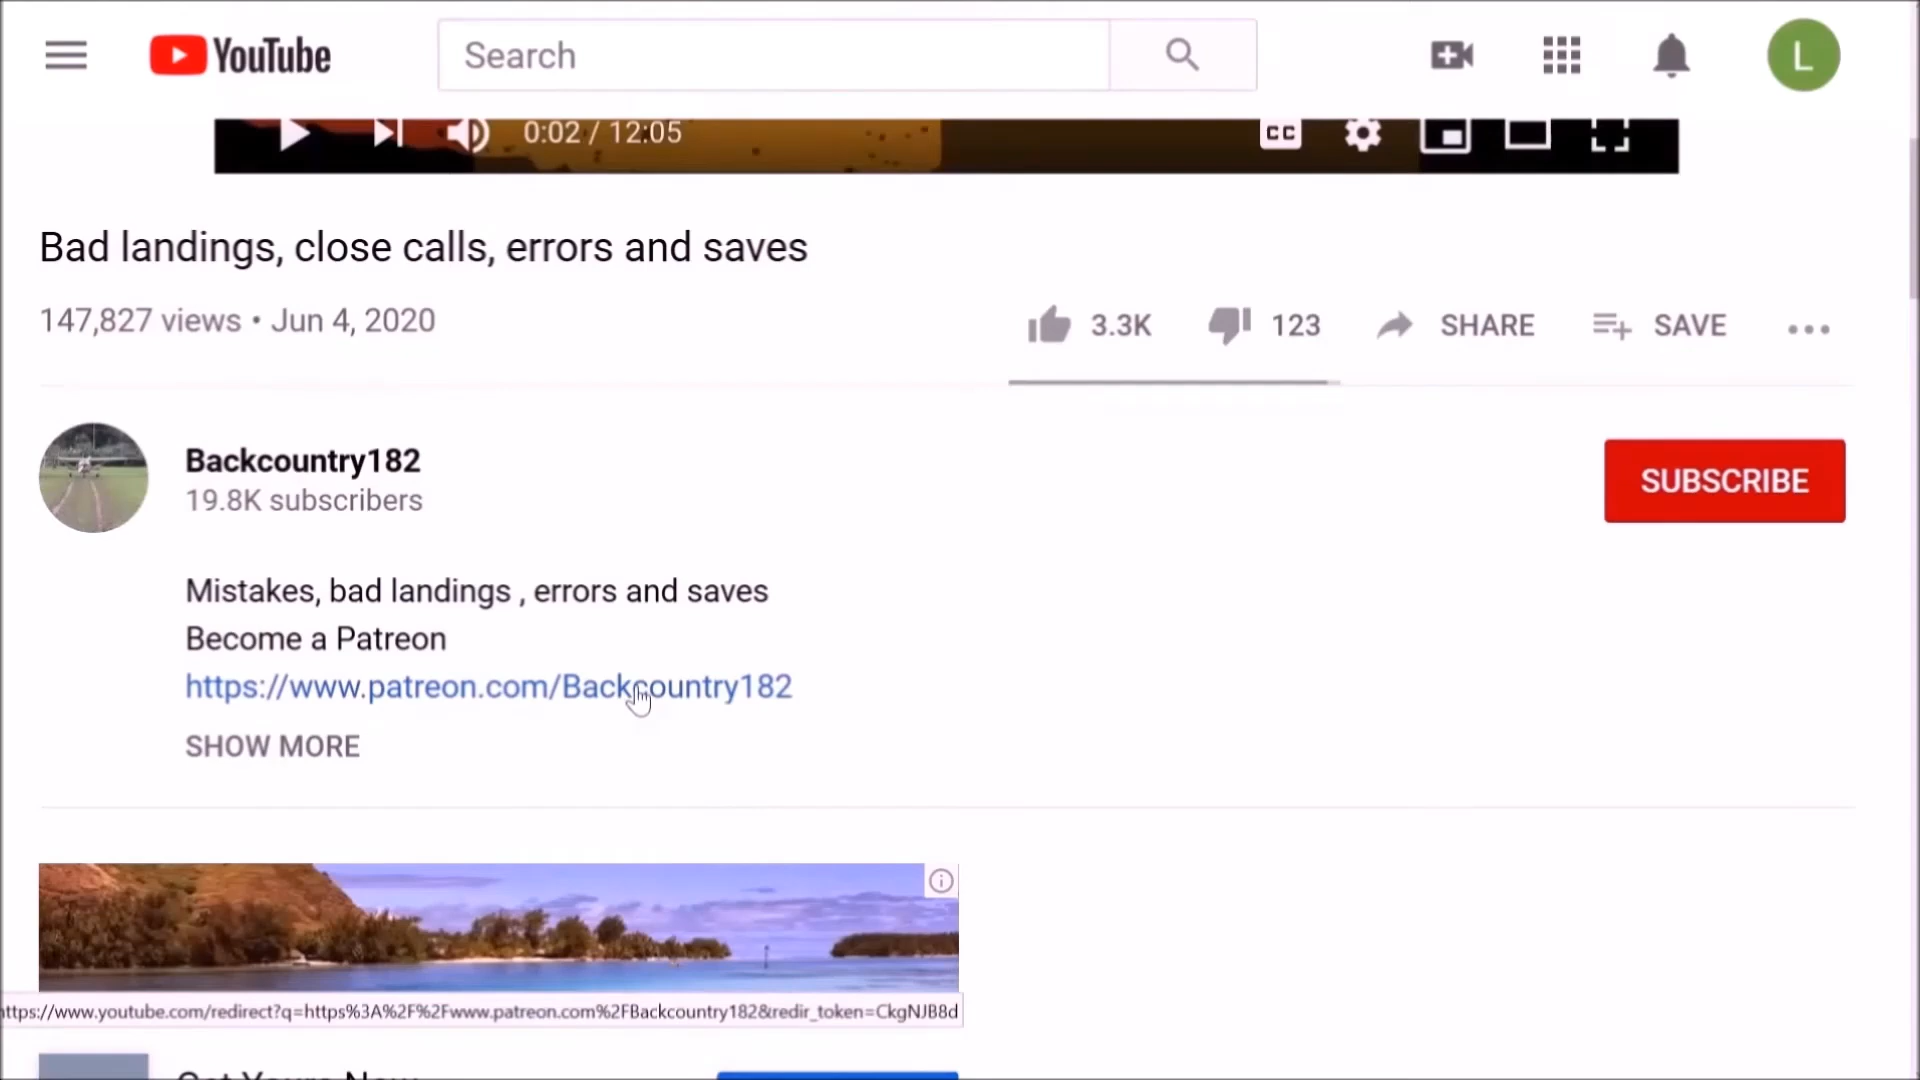 YouTube
Search
L
0:02 / 12:05
CC
Bad landings, close calls, errors and saves
147,827 views • Jun 4, 2020
3.3K
123
SHARE
SAVE
Backcountry182
19.8K subscribers
SUBSCRIBE
Mistakes, bad landings , errors and saves
Become a Patreon
https://www.patreon.com/Backcountry182
SHOW MORE
ttps://www.youtube.com/redirect?q=https%3A%2F%2Fwww.patreon.com%2FBackcountry182&redir_token=CkgNJB8d